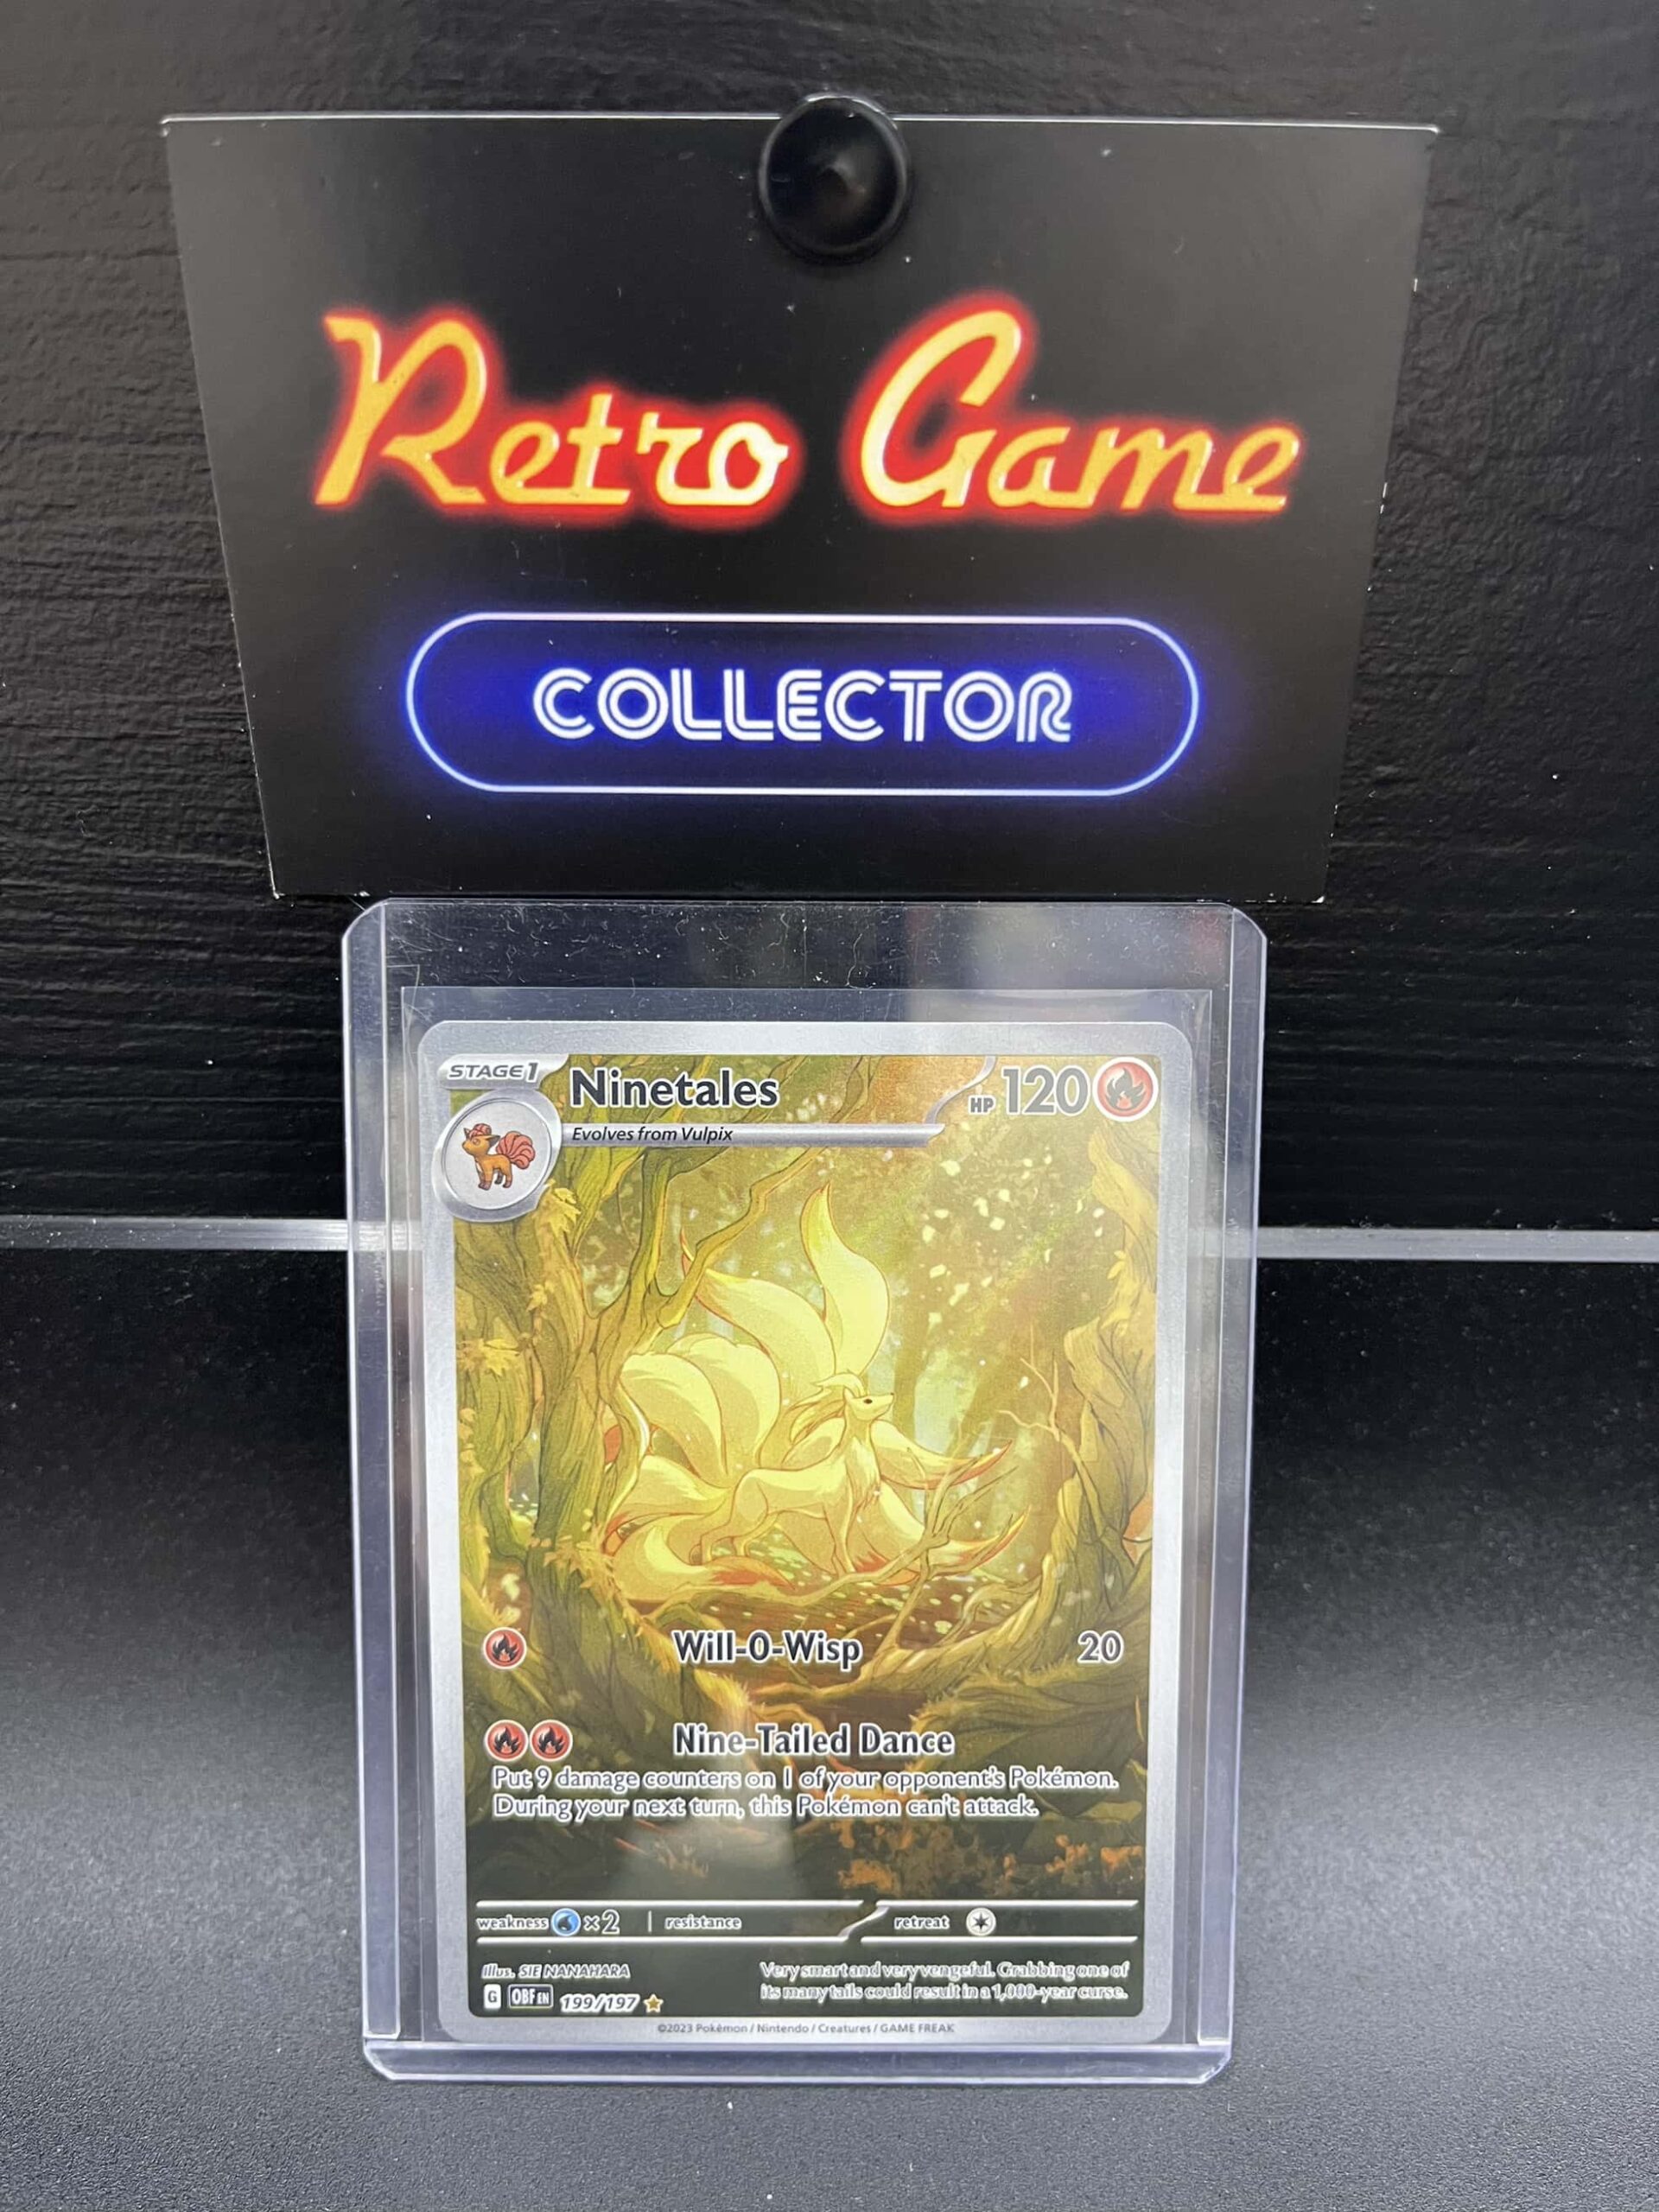 Retro Game
COLLECTOR
STAGE1
Ninetales
HP 120
Evolves from Vulpix
Will-O-Wisp 20
Nine-Tailed Dance
Put 9 damage counters on 1 of your opponent's Pokémon.
During your next turn, this Pokémon can't attack.
weakness ×2 resistance retreat
Illus. SIE NANAHARA
Very smart and very vengeful. Grabbing one of
its many tails could result in a 1,000-year curse.
G OBF EN 199/197
©2023 Pokémon / Nintendo / Creatures / GAME FREAK